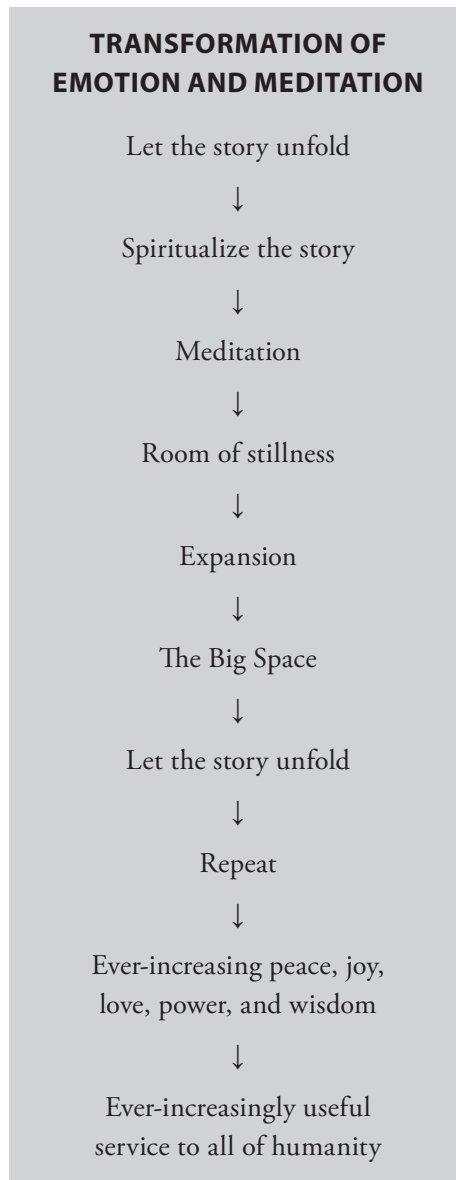 TRANSFORMATION OF
EMOTION AND MEDITATION
Let the story unfold
↓
Spiritualize the story
↓
Meditation
↓
Room of stillness
↓
Expansion
↓
The Big Space
↓
Let the story unfold
↓
Repeat
↓
Ever-increasing peace, joy,
love, power, and wisdom
↓
Ever-increasingly useful
service to all of humanity